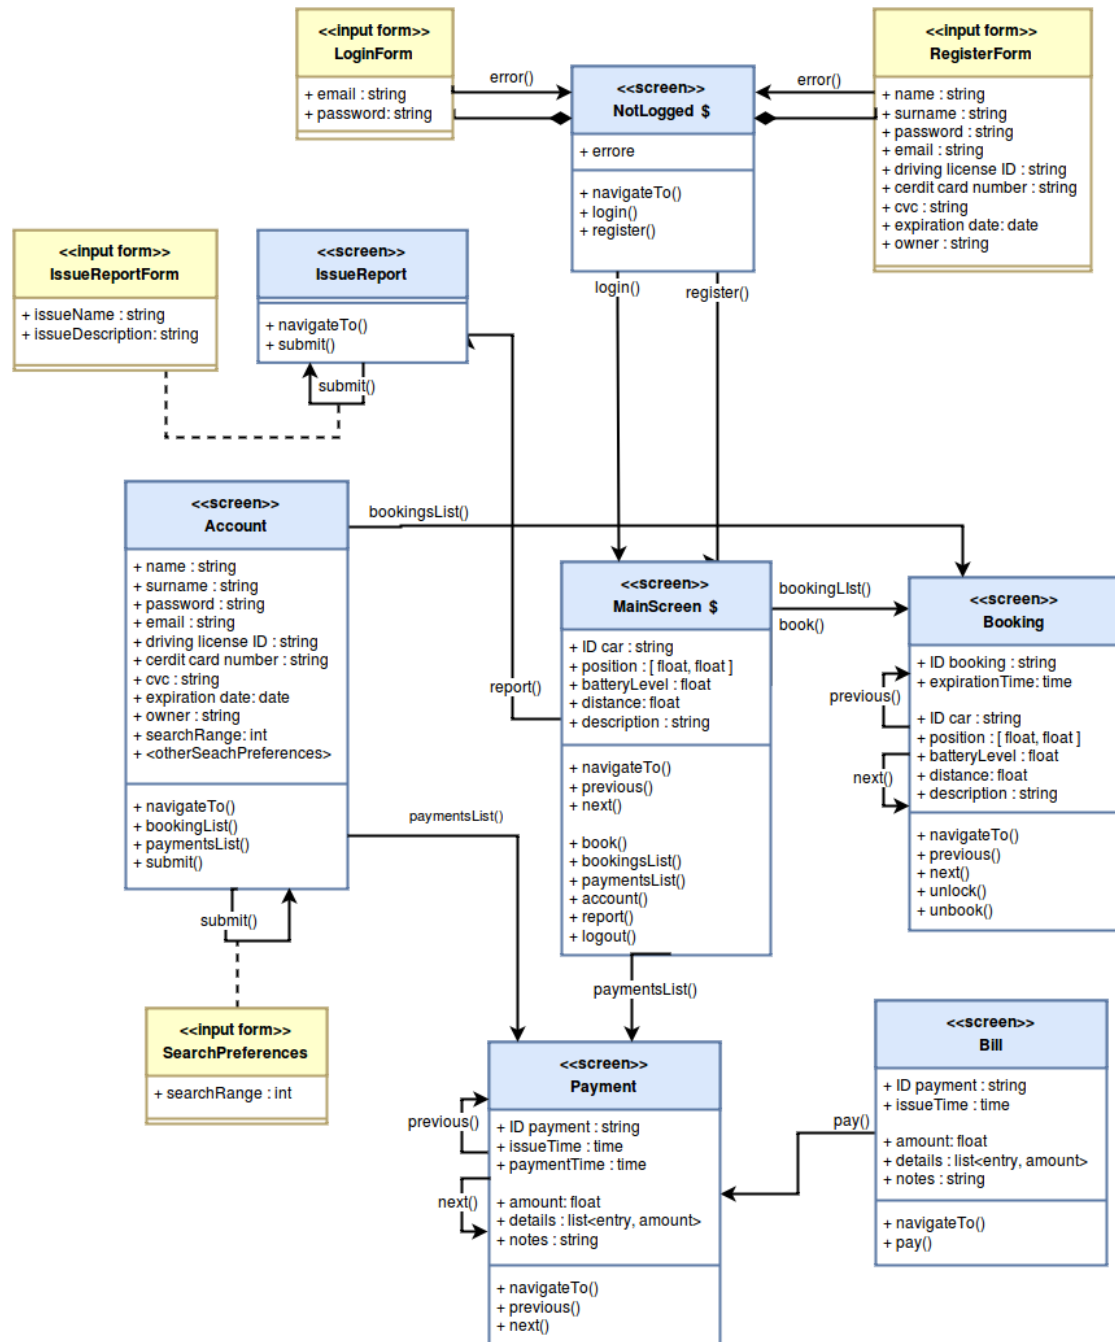 <<input form>>
LoginForm
+ email : string
+ password: string
error()
<<screen>>
NotLogged $
+ errore
+ navigateTo()
+ login()
+ register()
error()
<<input form>>
RegisterForm
+ name : string
+ surname : string
+ password : string
+ email : string
+ driving license ID : string
+ cerdit card number : string
+ cvc : string
+ expiration date: date
+ owner : string
<<input form>>
IssueReportForm
+ issueName : string
+ issueDescription: string
<<screen>>
IssueReport
+ navigateTo()
+ submit()
submit()
login()
register()
<<screen>>
Account
+ name : string
+ surname : string
+ password : string
+ email : string
+ driving license ID : string
+ cerdit card number : string
+ cvc : string
+ expiration date: date
+ owner : string
+ searchRange: int
+ <otherSeachPreferences>
+ navigateTo()
+ bookingList()
+ paymentsList()
+ submit()
submit()
bookingsList()
report()
paymentsList()
<<screen>>
MainScreen $
+ ID car : string
+ position : [ float, float ]
+ batteryLevel : float
+ distance: float
+ description : string
+ navigateTo()
+ previous()
+ next()
+ book()
+ bookingsList()
+ paymentsList()
+ account()
+ report()
+ logout()
bookingLIst()
book()
<<screen>>
Booking
+ ID booking : string
+ expirationTime: time
+ ID car : string
+ position : [ float, float ]
+ batteryLevel : float
+ distance: float
+ description : string
+ navigateTo()
+ previous()
+ next()
+ unlock()
+ unbook()
previous()
next()
paymentsList()
<<input form>>
SearchPreferences
+ searchRange : int
<<screen>>
Payment
+ ID payment : string
+ issueTime : time
+ paymentTime : time
+ amount: float
+ details : list<entry, amount>
+ notes : string
+ navigateTo()
+ previous()
+ next()
previous()
next()
pay()
<<screen>>
Bill
+ ID payment : string
+ issueTime : time
+ amount: float
+ details : list<entry, amount>
+ notes : string
+ navigateTo()
+ pay()